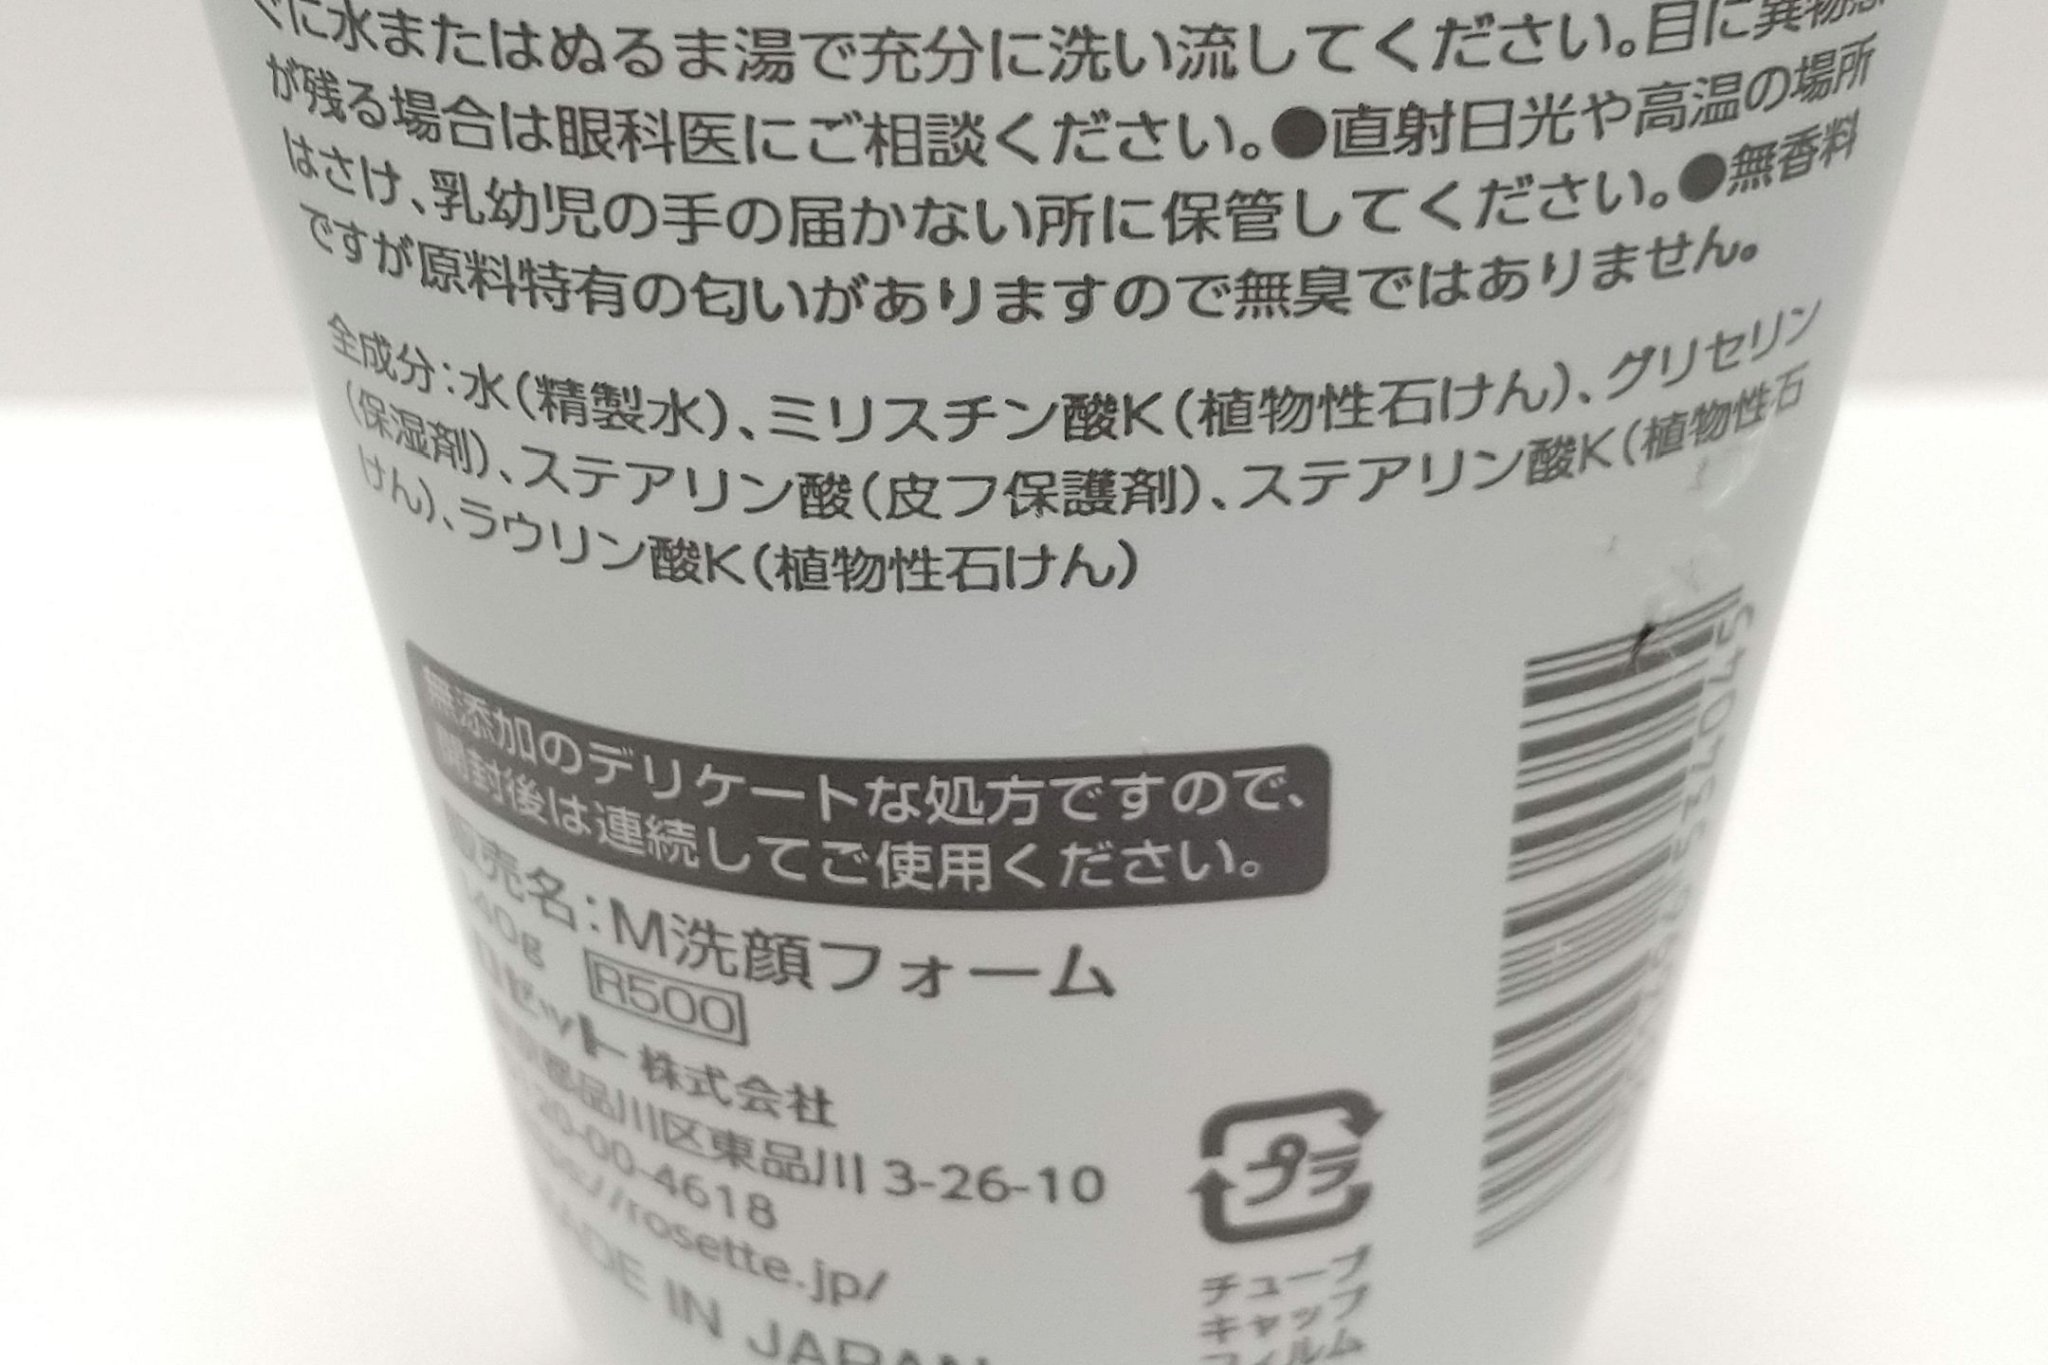 に水またはぬるま湯で充分に洗い流してください。目に異物感
が残る場合は眼科医にご相談ください。●直射日光や高温の場所
はさけ、乳幼児の手の届かない所に保管してください。●無香料
ですが原料特有の匂いがありますので無臭ではありません。
全成分：水(精製水)、ミリスチン酸K(植物性石けん)、グリセリン
(保湿剤)、ステアリン酸(皮フ保護剤)、ステアリン酸K(植物性石
けん)、ラウリン酸K(植物性石けん)
無添加のデリケートな処方ですので、
開封後は連続してご使用ください。
販売名：M洗顔フォーム
140g R500
ロゼット株式会社
都品川区東品川 3-26-10
20-00-4618
//rosette.jp/
MADE IN JAPAN
プラ
チューブ
キャップ
フィルム